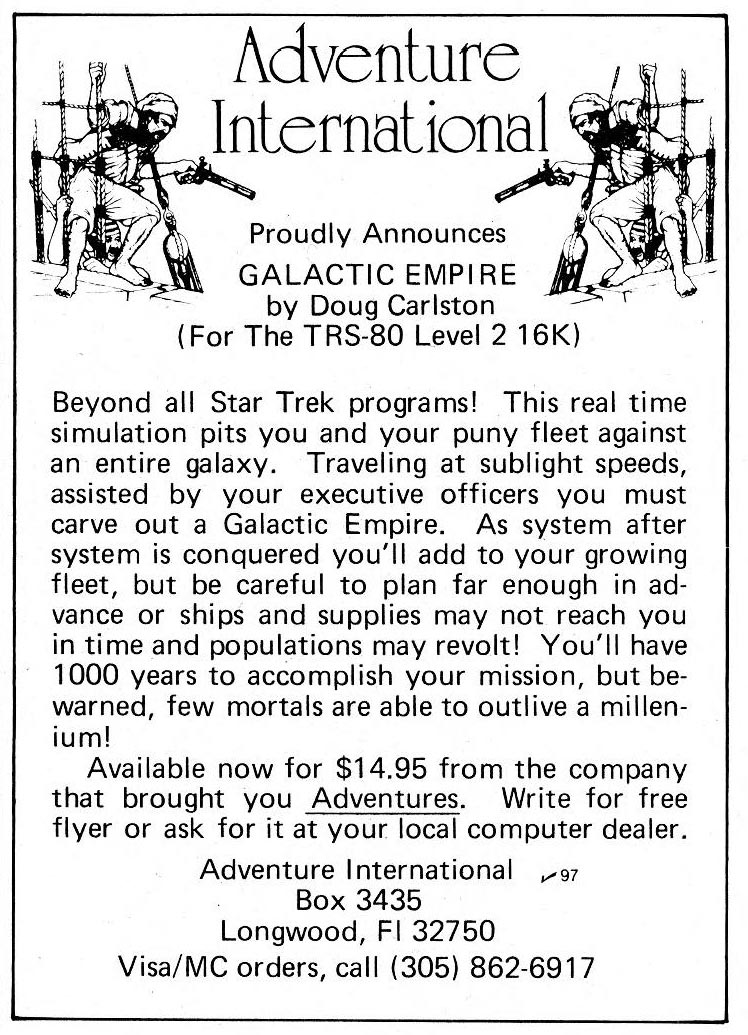 Adventure
International
Proudly Announces
GALACTIC EMPIRE
by Doug Carlston
(For The TRS-80 Level 2 16K)
Beyond all Star Trek programs! This real time
simulation pits you and your puny fleet against
an entire galaxy. Traveling at sublight speeds,
assisted by your executive officers you must
carve out a Galactic Empire. As system after
system is conquered you'll add to your growing
fleet, but be careful to plan far enough in ad-
vance or ships and supplies may not reach you
in time and populations may revolt! You'll have
1000 years to accomplish your mission, but be-
warned, few mortals are able to outlive a millen-
ium!
Available now for $14.95 from the company
that brought you Adventures. Write for free
flyer or ask for it at your local computer dealer.
Adventure International ✓97
Box 3435
Longwood, Fl 32750
Visa/MC orders, call (305) 862-6917